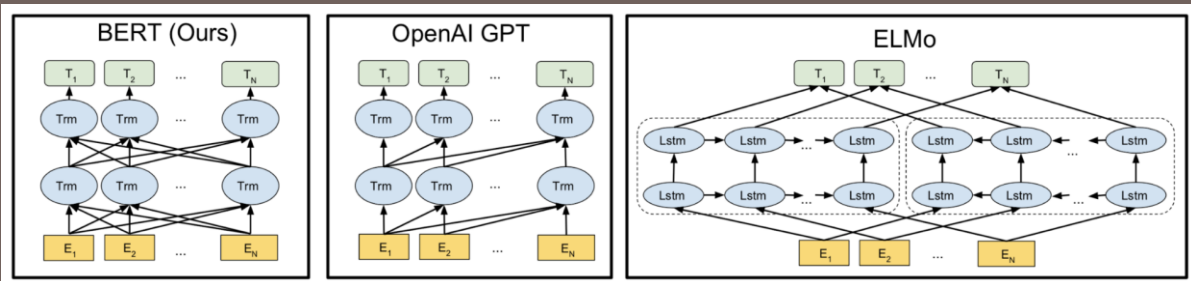 BERT (Ours)
T1 T2 ... TN
Trm Trm ... Trm
Trm Trm ... Trm
E1 E2 ... EN
OpenAI GPT
T1 T2 ... TN
Trm Trm ... Trm
Trm Trm ... Trm
E1 E2 ... EN
ELMo
T1 T2 ... TN
Lstm Lstm ... Lstm Lstm Lstm ... Lstm
Lstm Lstm ... Lstm Lstm Lstm ... Lstm
E1 E2 ... EN